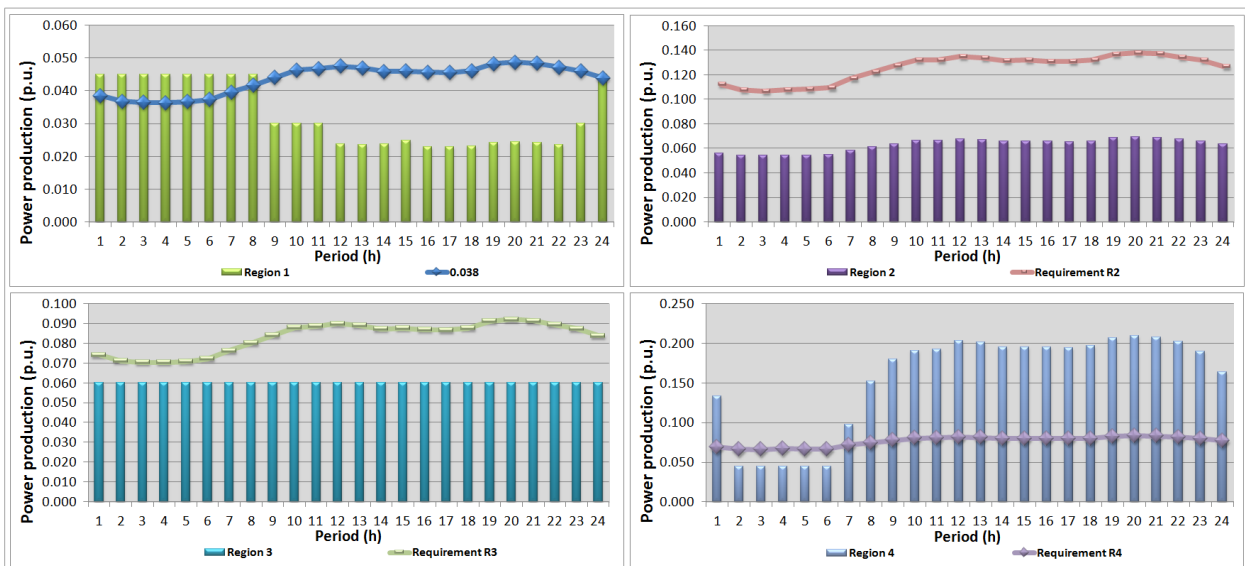 Power production (p.u.)
0.060
0.050
0.040
0.030
0.020
0.010
0.000
1 2 3 4 5 6 7 8 9 10 11 12 13 14 15 16 17 18 19 20 21 22 23 24
Period (h)
Region 1 0.038
Power production (p.u.)
0.160
0.140
0.120
0.100
0.080
0.060
0.040
0.020
0.000
1 2 3 4 5 6 7 8 9 10 11 12 13 14 15 16 17 18 19 20 21 22 23 24
Period (h)
Region 2 Requirement R2
Power production (p.u.)
0.100
0.090
0.080
0.070
0.060
0.050
0.040
0.030
0.020
0.010
0.000
1 2 3 4 5 6 7 8 9 10 11 12 13 14 15 16 17 18 19 20 21 22 23 24
Period (h)
Region 3 Requirement R3
Power production (p.u.)
0.250
0.200
0.150
0.100
0.050
0.000
1 2 3 4 5 6 7 8 9 10 11 12 13 14 15 16 17 18 19 20 21 22 23 24
Period (h)
Region 4 Requirement R4